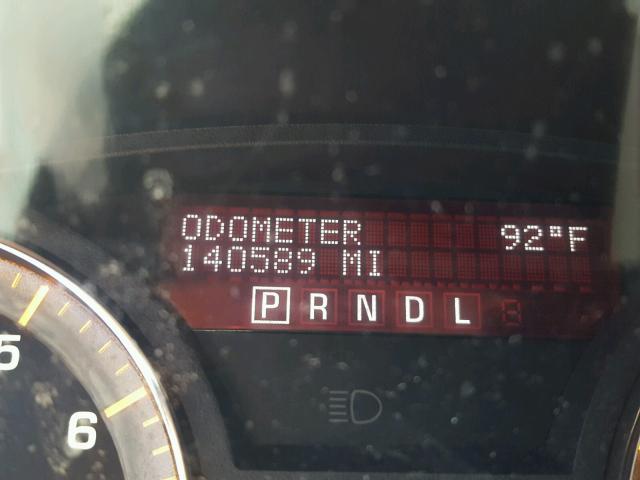 ODOMETER 92°F
140589 MI
P R N D L
5
6